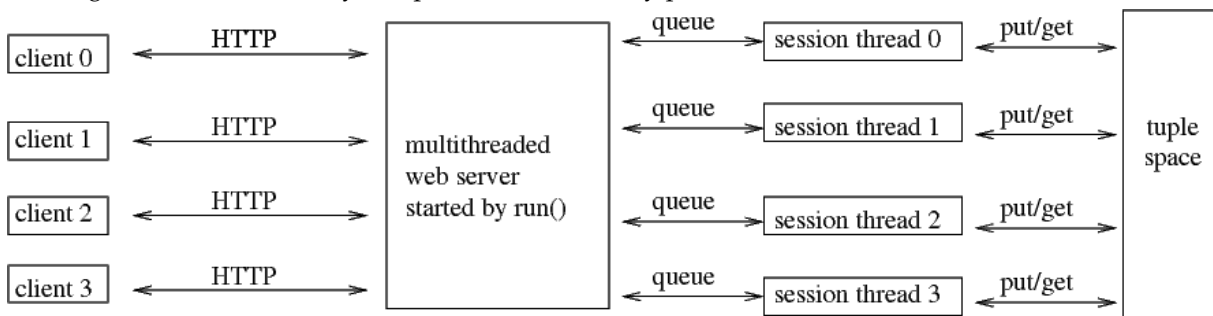 client 0
HTTP
queue
session thread 0
put/get
client 1
HTTP
queue
session thread 1
put/get
multithreaded
web server
started by run()
tuple
space
client 2
HTTP
queue
session thread 2
put/get
client 3
HTTP
queue
session thread 3
put/get